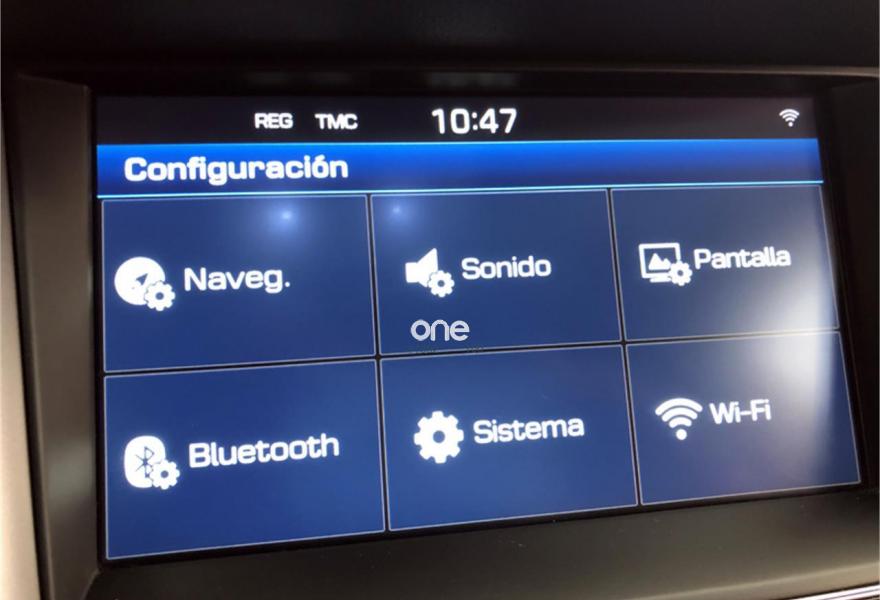 REG TMC 10:47
Configuración
Naveg. Sonido Pantalla
one
Bluetooth Sistema Wi-Fi